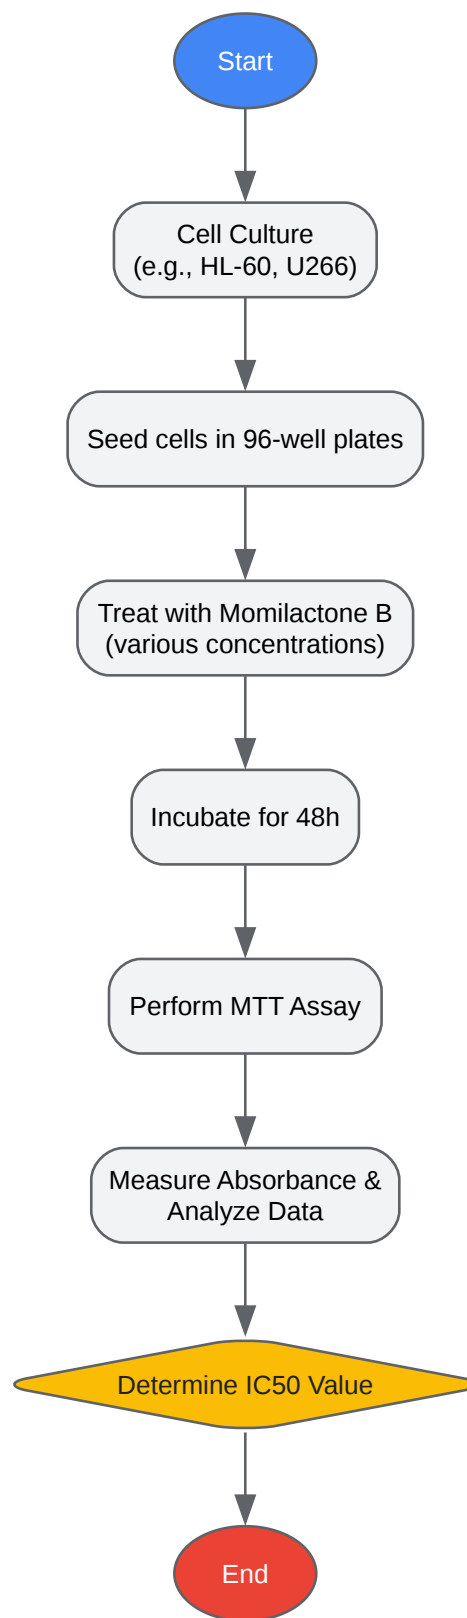 Start
Cell Culture
(e.g., HL-60, U266)
Seed cells in 96-well plates
Treat with Momilactone B
(various concentrations)
Incubate for 48h
Perform MTT Assay
Measure Absorbance &
Analyze Data
Determine IC50 Value
End